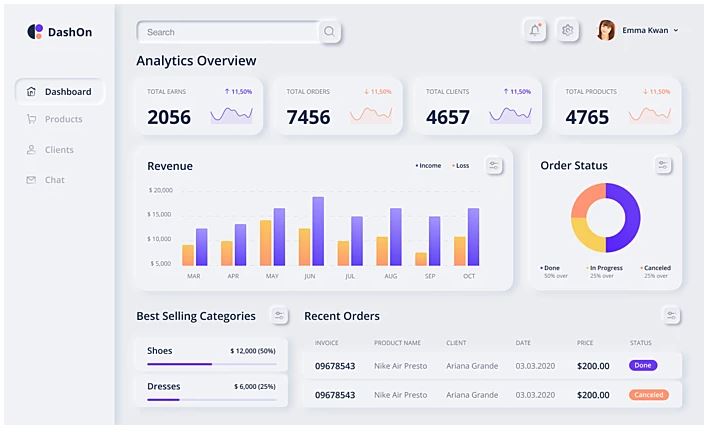 DashOn
Search
Emma Kwan
Analytics Overview
Dashboard
Products
Clients
Chat
TOTAL EARNS
↑ 11,50%
2056
TOTAL ORDERS
↓ 11,50%
7456
TOTAL CLIENTS
↑ 11,50%
4657
TOTAL PRODUCTS
↓ 11,50%
4765
Revenue
Income
Loss
$ 20,000
$ 15,000
$ 10,000
$ 5,000
MAR APR MAY JUN JUL AUG SEP OCT
Order Status
Done
50% over
In Progress
25% over
Canceled
25% over
Best Selling Categories
Shoes $ 12,000 (50%)
Dresses $ 6,000 (25%)
Recent Orders
INVOICE PRODUCT NAME CLIENT DATE PRICE STATUS
09678543 Nike Air Presto Ariana Grande 03.03.2020 $200.00 Done
09678543 Nike Air Presto Ariana Grande 03.03.2020 $200.00 Canceled